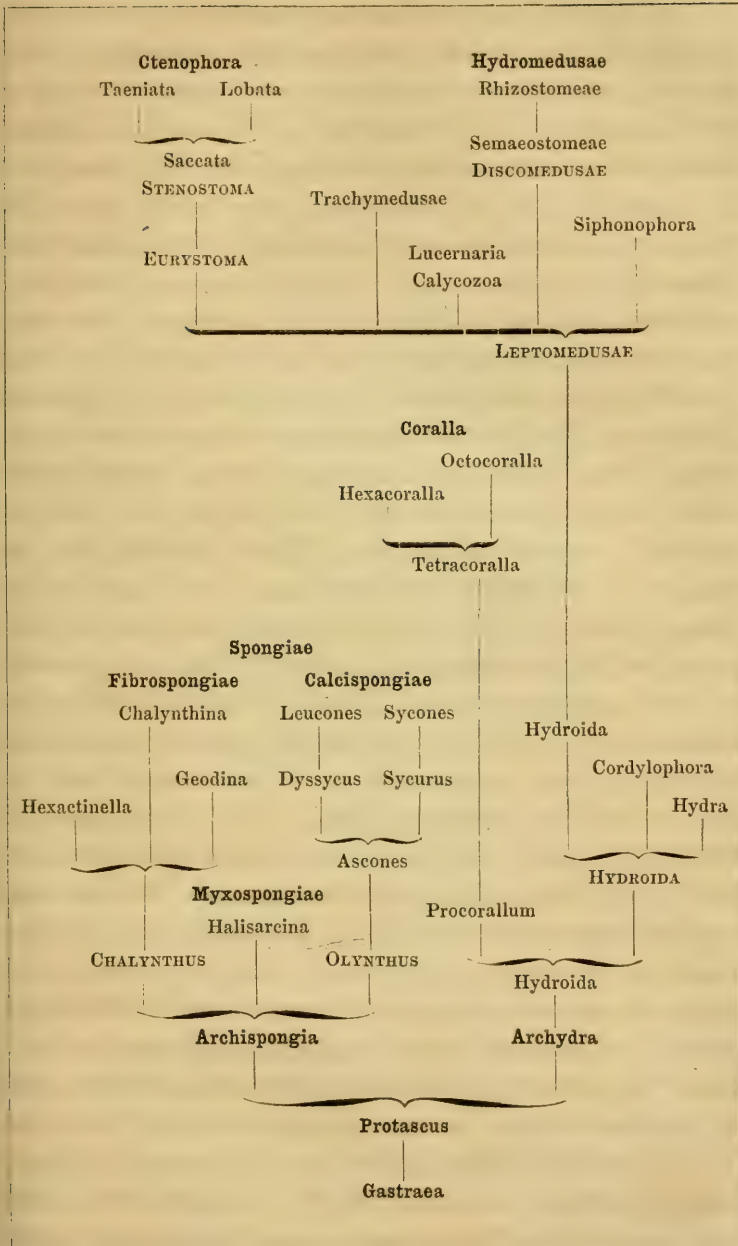 Ctenophora Hydromedusae
Taeniata Lobata Rhizostomeae
Semaeostomeae
Saccata DISCOMEDUSAE
STENOSTOMA
Trachymedusae
Siphonophora
EURYSTOMA Lucernaria
Calycozoa
LEPTOMEDUSAE
Coralla
Octocoralla
Hexacoralla
Tetracoralla
Spongiae
Fibrospongiae Calcispongiae
Chalynthina Leucones Sycones
Hydroida
Cordylophora
Geodina Dyssycus Sycurus
Hexactinella Hydra
Ascones
HYDROIDA
Myxospongiae
Procorallum
Halisarcina
CHALYNTHUS OLYNTHUS
Hydroida
Archispongia Archydra
Protascus
Gastraea